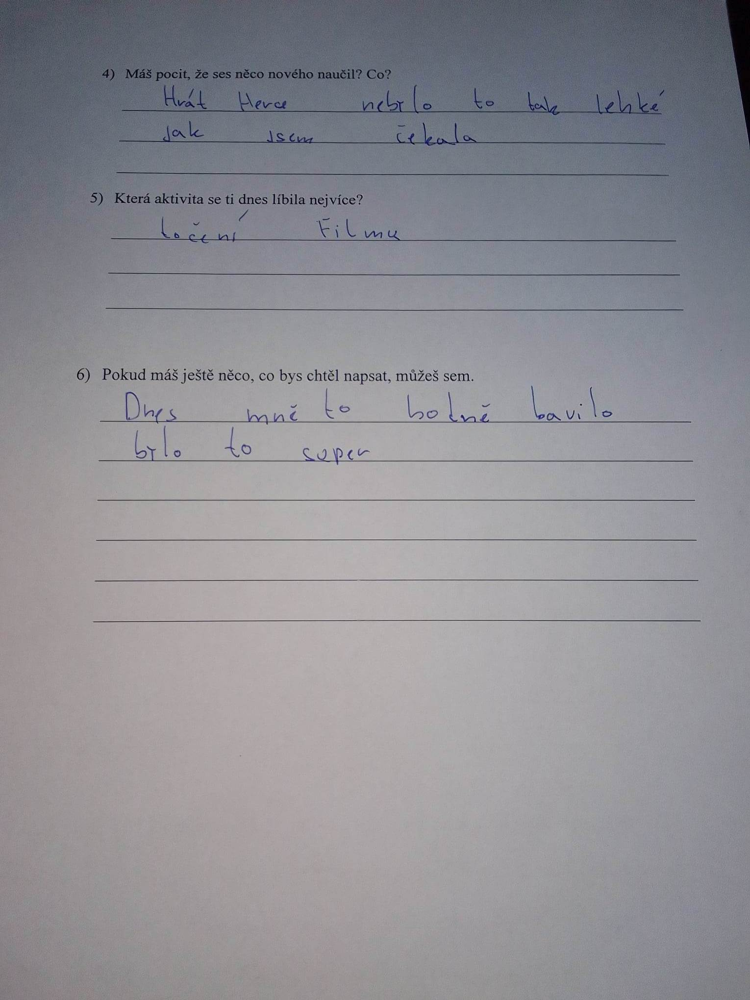 4) Máš pocit, že ses něco nového naučil? Co?
Hrát Herce nebylo to tak lehké
Jak jsem čekala
5) Která aktivita se ti dnes líbila nejvíce?
točení Filmu
6) Pokud máš ještě něco, co bys chtěl napsat, můžeš sem.
Dnes mně to hodně bavilo
bylo to super